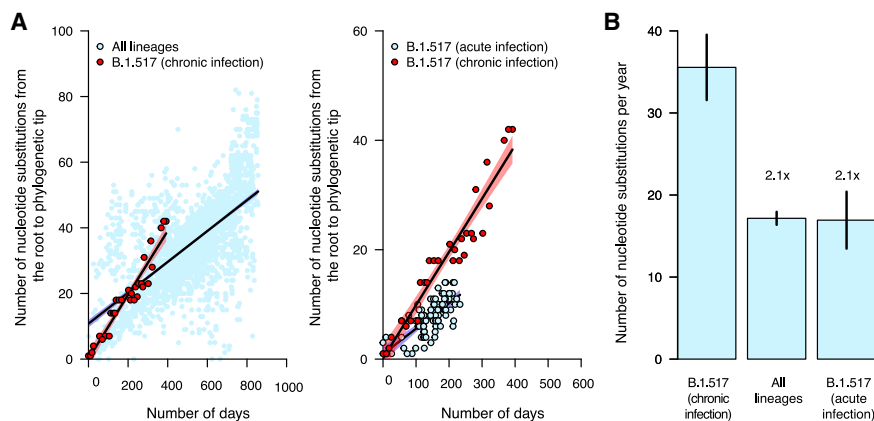 A
Number of nucleotide substitutions from
the root to phylogenetic tip
100
80
60
40
20
0
All lineages
B.1.517 (chronic infection)
0
200
400
600
800
1000
Number of days
Number of nucleotide substitutions from
the root to phylogenetic tip
60
40
20
0
B.1.517 (acute infection)
B.1.517 (chronic infection)
0
100
200
300
400
500
600
Number of days
B
Number of nucleotide substitutions per year
40
30
20
10
0
2.1x
2.1x
B.1.517
(chronic
infection)
All
lineages
B.1.517
(acute
infection)